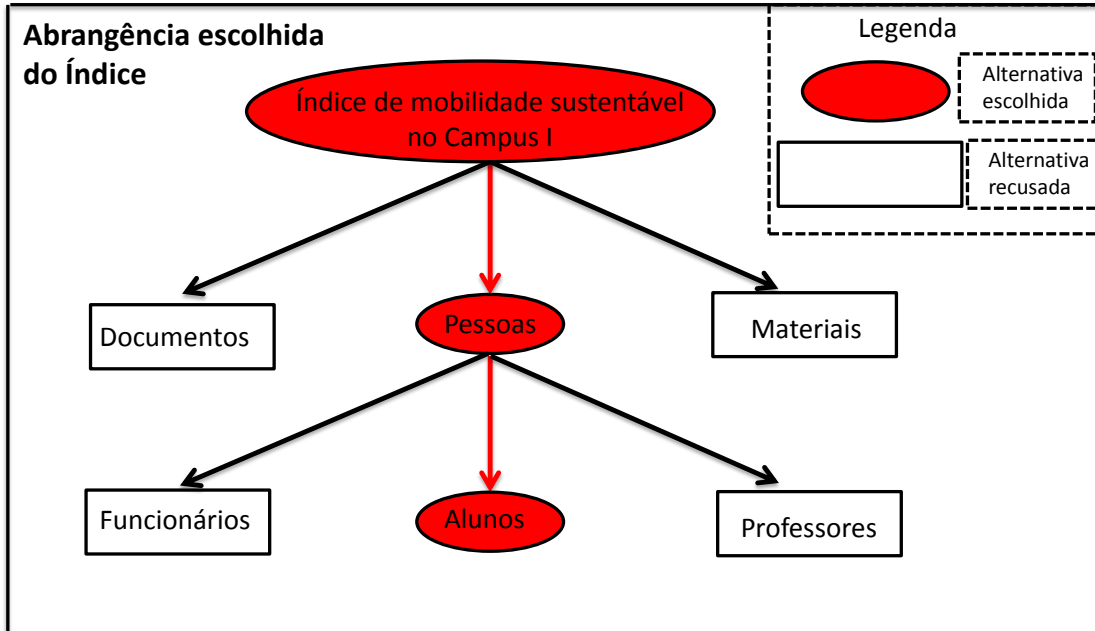 Abrangência escolhida
do Índice
Legenda
Alternativa
escolhida
Alternativa
recusada
Índice de mobilidade sustentável
no Campus I
Documentos
Pessoas
Materiais
Funcionários
Alunos
Professores